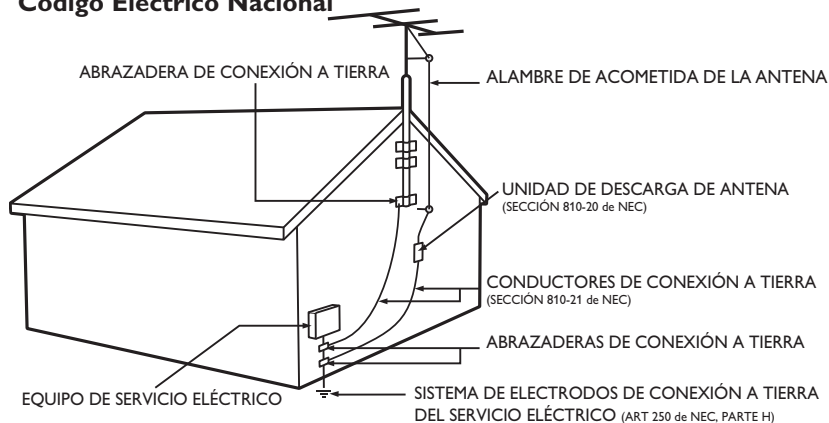 Código Eléctrico Nacional
ABRAZADERA DE CONEXIÓN A TIERRA
ALAMBRE DE ACOMETIDA DE LA ANTENA
UNIDAD DE DESCARGA DE ANTENA
(SECCIÓN 810-20 de NEC)
CONDUCTORES DE CONEXIÓN A TIERRA
(SECCIÓN 810-21 de NEC)
ABRAZADERAS DE CONEXIÓN A TIERRA
EQUIPO DE SERVICIO ELÉCTRICO
SISTEMA DE ELECTRODOS DE CONEXIÓN A TIERRA
DEL SERVICIO ELÉCTRICO (ART 250 de NEC, PARTE H)